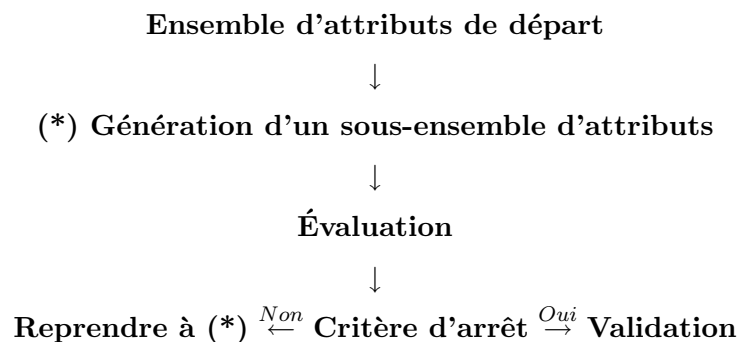 Ensemble d'attributs de départ
↓
(*) Génération d'un sous-ensemble d'attributs
↓
Évaluation
↓
Reprendre à (*) Non ← Critère d'arrêt Oui → Validation